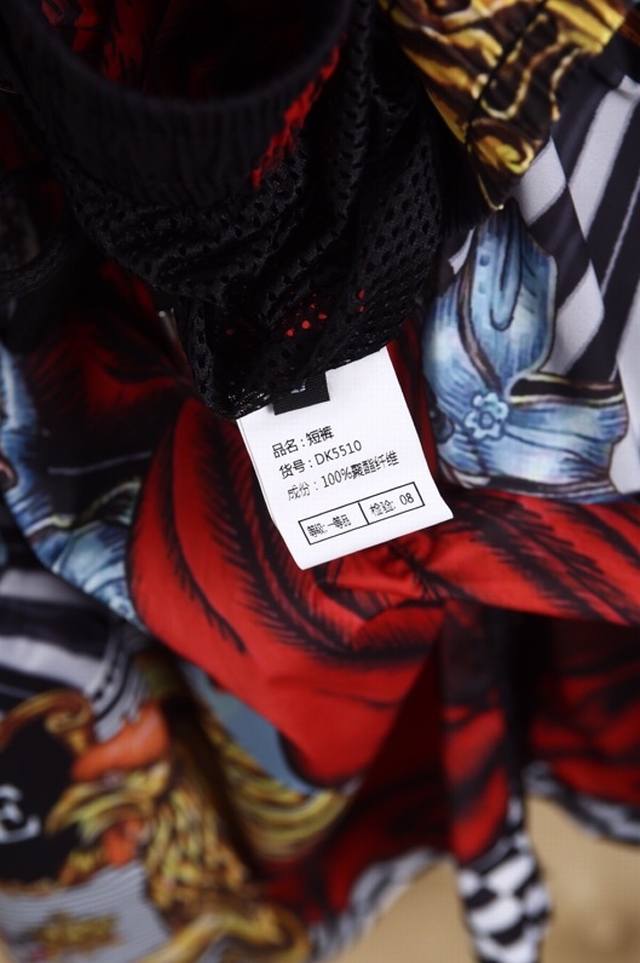 品名：短裤
货号：DK5510
成份：100%聚酯纤维
等级：一等品 检验：08
E